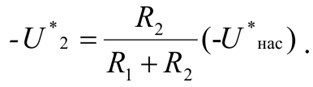 -U*₂ = R₂ / (R₁ + R₂) (-U*нас) .